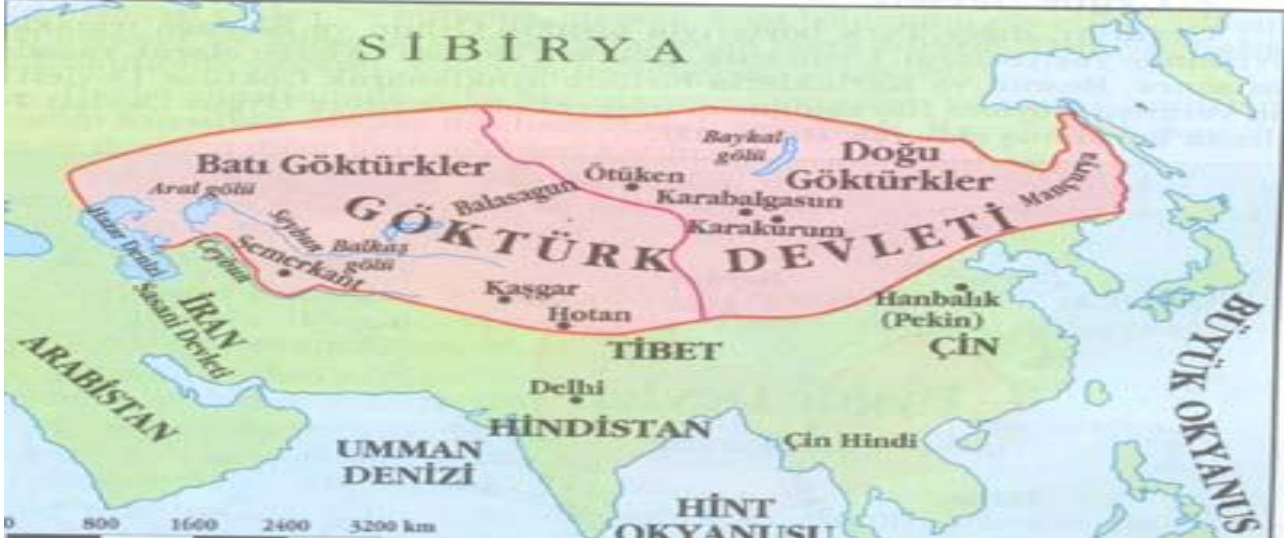 SİBİRYA
Batı Göktürkler
Aral gölü
Hazar Denizi
Seyhun
Ceyhun
Semerkant
Balasagun
Balkaş
gölü
Kaşgar
Hotan
GÖKTÜRK DEVLETİ
Ötüken
Baykal
gölü
Doğu
Göktürkler
Karabalgasun
Karakurum
Mançurya
Hanbalık
(Pekin)
ÇİN
TİBET
İRAN
Sasani Devleti
ARABİSTAN
Delhi
HİNDİSTAN
Çin Hindi
UMMAN
DENİZİ
HİNT
OKYANUSU
BÜYÜK OKYANUS
0 800 1600 2400 3200 km